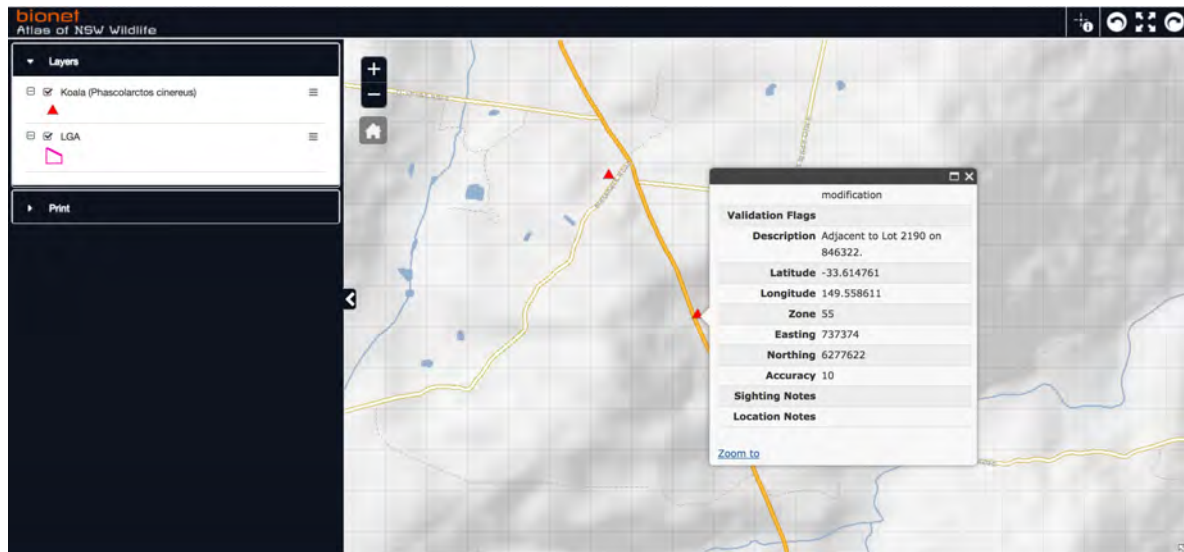 bionet
Atlas of NSW Wildlife
Layers
Koala (Phascolarctos cinereus)
LGA
Print
+
−
modification
Validation Flags
Description Adjacent to Lot 2190 on
846322.
Latitude -33.614761
Longitude 149.558611
Zone 55
Easting 737374
Northing 6277622
Accuracy 10
Sighting Notes
Location Notes
Zoom to